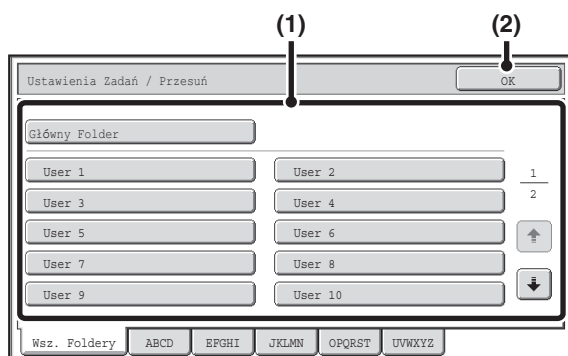 (1) (2)
Ustawienia Zadań / Przesuń OK
Główny Folder
User 1 User 2 1
User 3 User 4 2
User 5 User 6
User 7 User 8
User 9 User 10
Wsz. Foldery ABCD EFGHI JKLMN OPQRST UVWXYZ